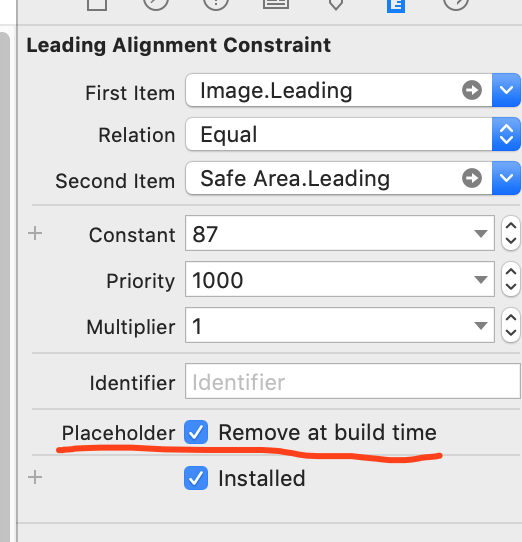 Leading Alignment Constraint
First Item Image.Leading
Relation Equal
Second Item Safe Area.Leading
Constant 87
Priority 1000
Multiplier 1
Identifier Identifier
Placeholder Remove at build time
Installed